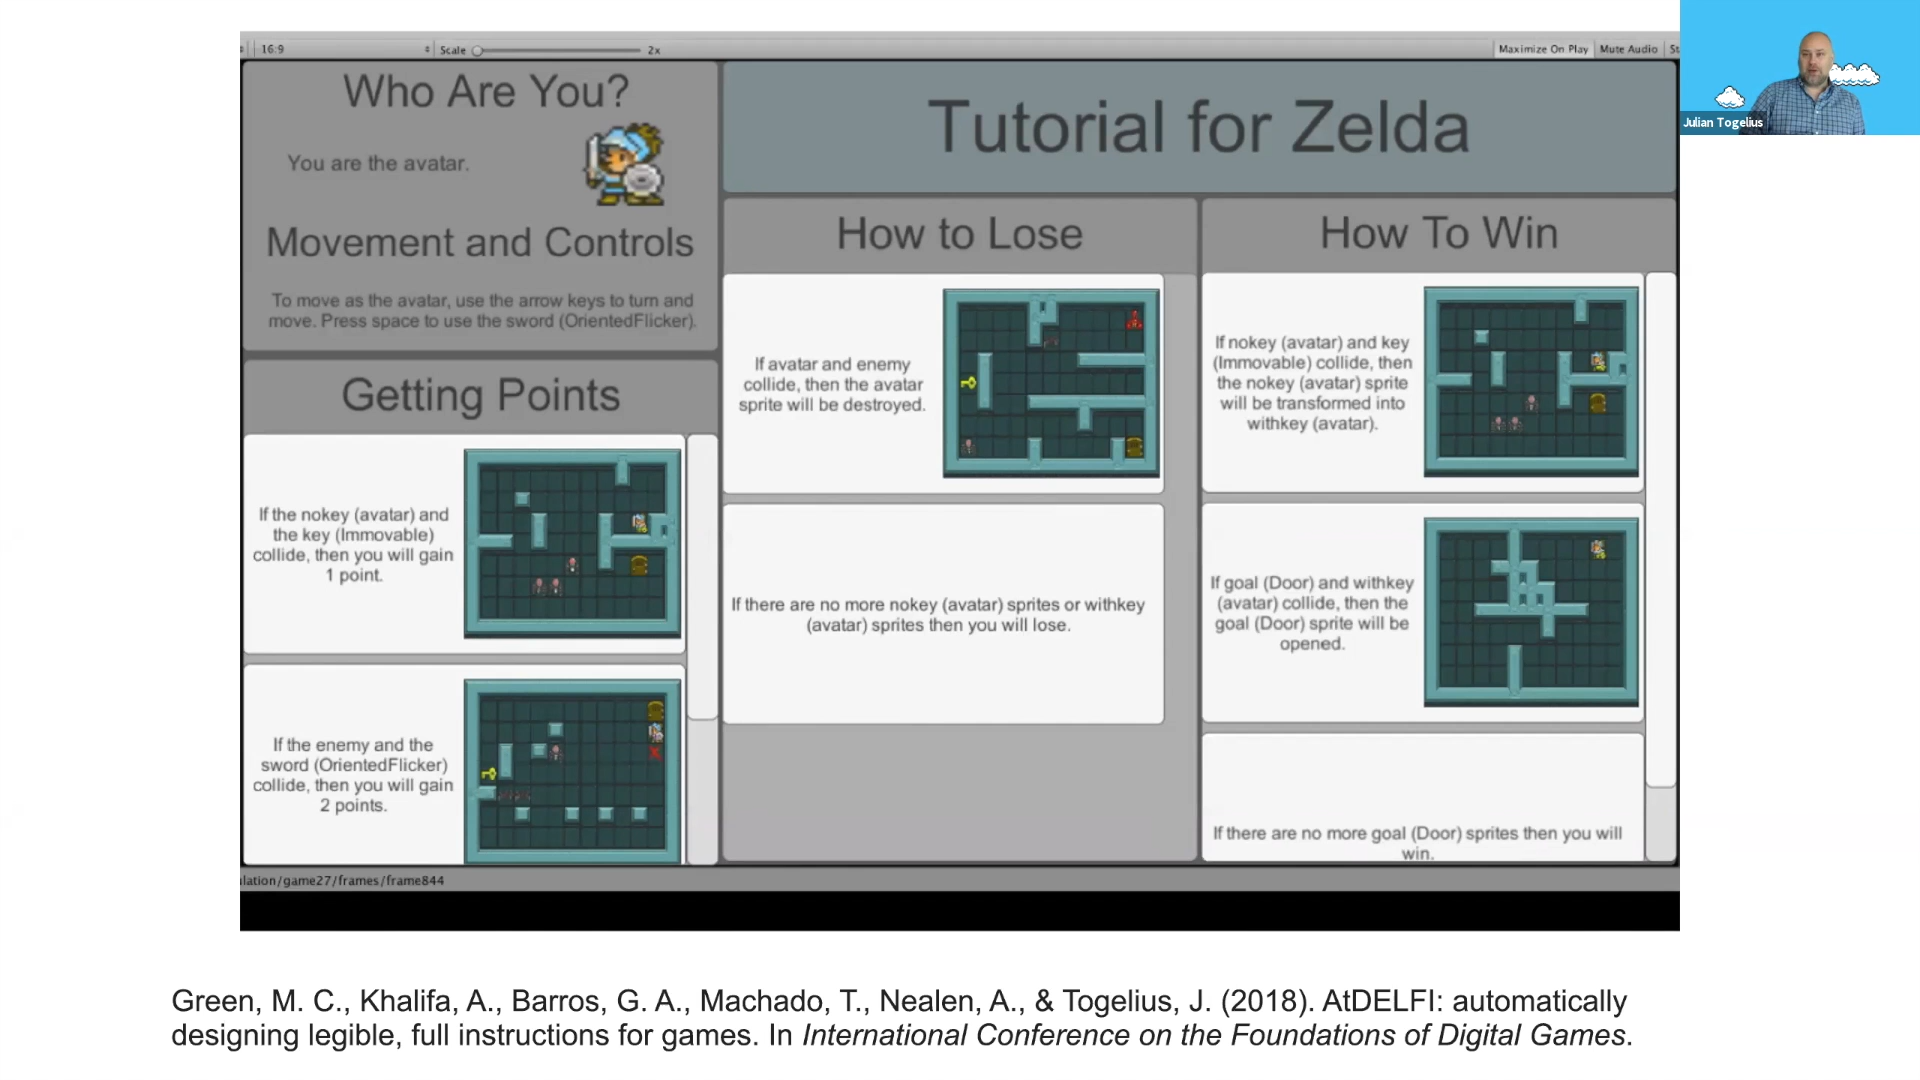 16:9
Scale
2x
Maximize On Play
Mute Audio
St
Julian Togelius
Who Are You?
You are the avatar.
Movement and Controls
To move as the avatar, use the arrow keys to turn and
move. Press space to use the sword (OrientedFlicker).
Getting Points
If the nokey (avatar) and
the key (Immovable)
collide, then you will gain
1 point.
If the enemy and the
sword (OrientedFlicker)
collide, then you will gain
2 points.
Tutorial for Zelda
How to Lose
If avatar and enemy
collide, then the avatar
sprite will be destroyed.
If there are no more nokey (avatar) sprites or withkey
(avatar) sprites then you will lose.
How To Win
If nokey (avatar) and key
(Immovable) collide, then
the nokey (avatar) sprite
will be transformed into
withkey (avatar).
If goal (Door) and withkey
(avatar) collide, then the
goal (Door) sprite will be
opened.
If there are no more goal (Door) sprites then you will
win.
lation/game27/frames/frame844
Green, M. C., Khalifa, A., Barros, G. A., Machado, T., Nealen, A., & Togelius, J. (2018). AtDELFI: automatically
designing legible, full instructions for games. In International Conference on the Foundations of Digital Games.